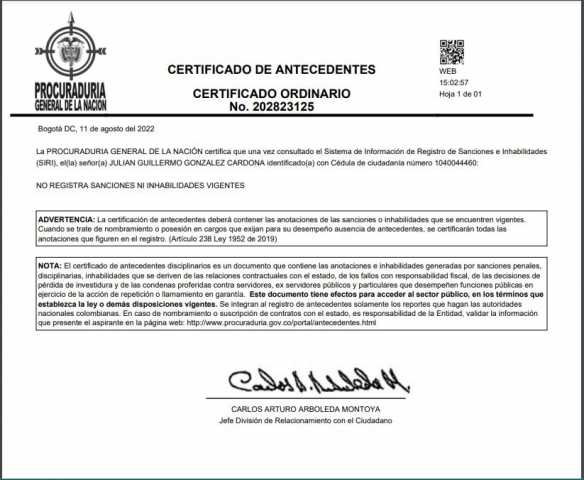 PROCURADURIA
GENERAL DE LA NACION
CERTIFICADO DE ANTECEDENTES
CERTIFICADO ORDINARIO
No. 202823125
WEB
15:02:57
Hoja 1 de 01
Bogotá DC, 11 de agosto del 2022
La PROCURADURIA GENERAL DE LA NACIÓN certifica que una vez consultado el Sistema de Información de Registro de Sanciones e Inhabilidades
(SIRI), el(la) señor(a) JULIAN GUILLERMO GONZALEZ CARDONA identificado(a) con Cédula de ciudadanía número 1040044460:
NO REGISTRA SANCIONES NI INHABILIDADES VIGENTES
ADVERTENCIA: La certificación de antecedentes deberá contener las anotaciones de las sanciones o inhabilidades que se encuentren vigentes.
Cuando se trate de nombramiento o posesión en cargos que exijan para su desempeño ausencia de antecedentes, se certificarán todas las
anotaciones que figuren en el registro. (Artículo 238 Ley 1952 de 2019)
NOTA: El certificado de antecedentes disciplinarios es un documento que contiene las anotaciones e inhabilidades generadas por sanciones penales,
disciplinarias, inhabilidades que se deriven de las relaciones contractuales con el estado, de los fallos con responsabilidad fiscal, de las decisiones de
pérdida de investidura y de las condenas proferidas contra servidores, ex servidores públicos y particulares que desempeñen funciones públicas en
ejercicio de la acción de repetición o llamamiento en garantía. Este documento tiene efectos para acceder al sector público, en los términos que
establezca la ley o demás disposiciones vigentes. Se integran al registro de antecedentes solamente los reportes que hagan las autoridades
nacionales colombianas. En caso de nombramiento o suscripción de contratos con el estado, es responsabilidad de la Entidad, validar la información
que presente el aspirante en la página web: http://www.procuraduria.gov.co/portal/antecedentes.html
Carlos A. Arboleda M.
CARLOS ARTURO ARBOLEDA MONTOYA
Jefe División de Relacionamiento con el Ciudadano